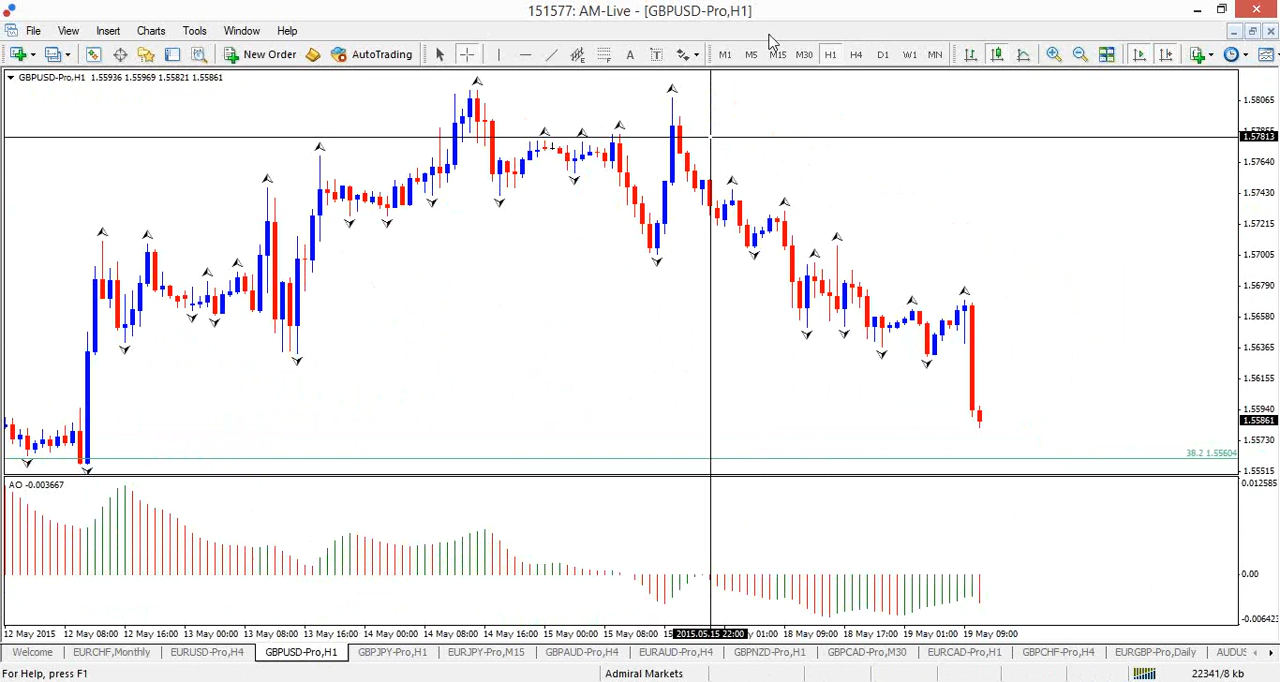 151577: AM-Live - [GBPUSD-Pro,H1]
File View Insert Charts Tools Window Help
New Order AutoTrading A T M1 M5 M15 M30 H1 H4 D1 W1 MN
GBPUSD-Pro,H1 1.55936 1.55969 1.55821 1.55861
1.58065
1.57813
1.57640
1.57430
1.57215
1.57005
1.56790
1.56580
1.56365
1.56155
1.55940
1.55861
1.55730
38.2 1.55604
1.55515
AO -0.003667
0.012585
0.00
-0.006423
12 May 2015 12 May 08:00 12 May 16:00 13 May 00:00 13 May 08:00 13 May 16:00 14 May 00:00 14 May 08:00 14 May 16:00 15 May 00:00 15 May 08:00 2015.05.15 22:00 18 May 09:00 18 May 17:00 19 May 01:00 19 May 09:00
Welcome EURCHF,Monthly EURUSD-Pro,H4 GBPUSD-Pro,H1 GBPJPY-Pro,H1 EURJPY-Pro,M15 GBPAUD-Pro,H4 EURAUD-Pro,H4 GBPNZD-Pro,H1 GBPCAD-Pro,M30 EURCAD-Pro,H1 GBPCHF-Pro,H4 EURGBP-Pro,Daily
For Help, press F1 Admiral Markets 22341/8 kb